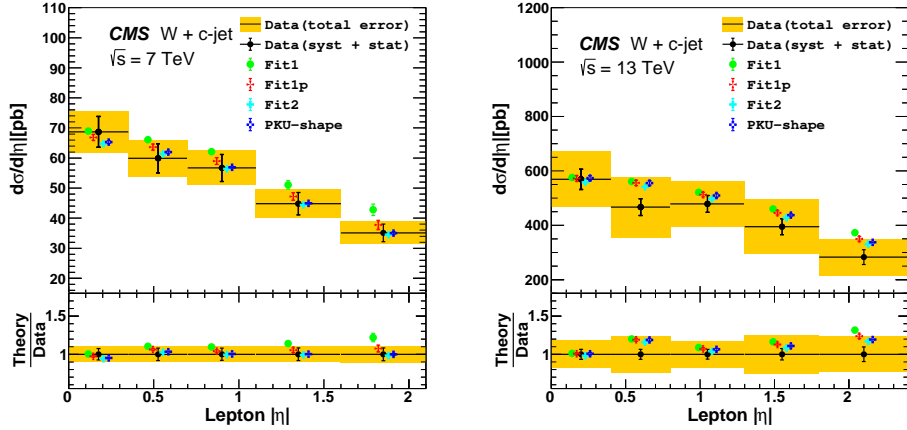 CMS W + c-jet
√s = 7 TeV
Data(total error)
Data(syst + stat)
Fit1
Fit1p
Fit2
PKU-shape
dσ/d|η|[pb]
110
100
90
80
70
60
50
40
30
20
10
Theory
Data
1.5
1
0 0.5 1 1.5 2
Lepton |η|
CMS W + c-jet
√s = 13 TeV
Data(total error)
Data(syst + stat)
Fit1
Fit1p
Fit2
PKU-shape
dσ/d|η|[pb]
1200
1000
800
600
400
200
Theory
Data
1.5
1
0 0.5 1 1.5 2
Lepton |η|